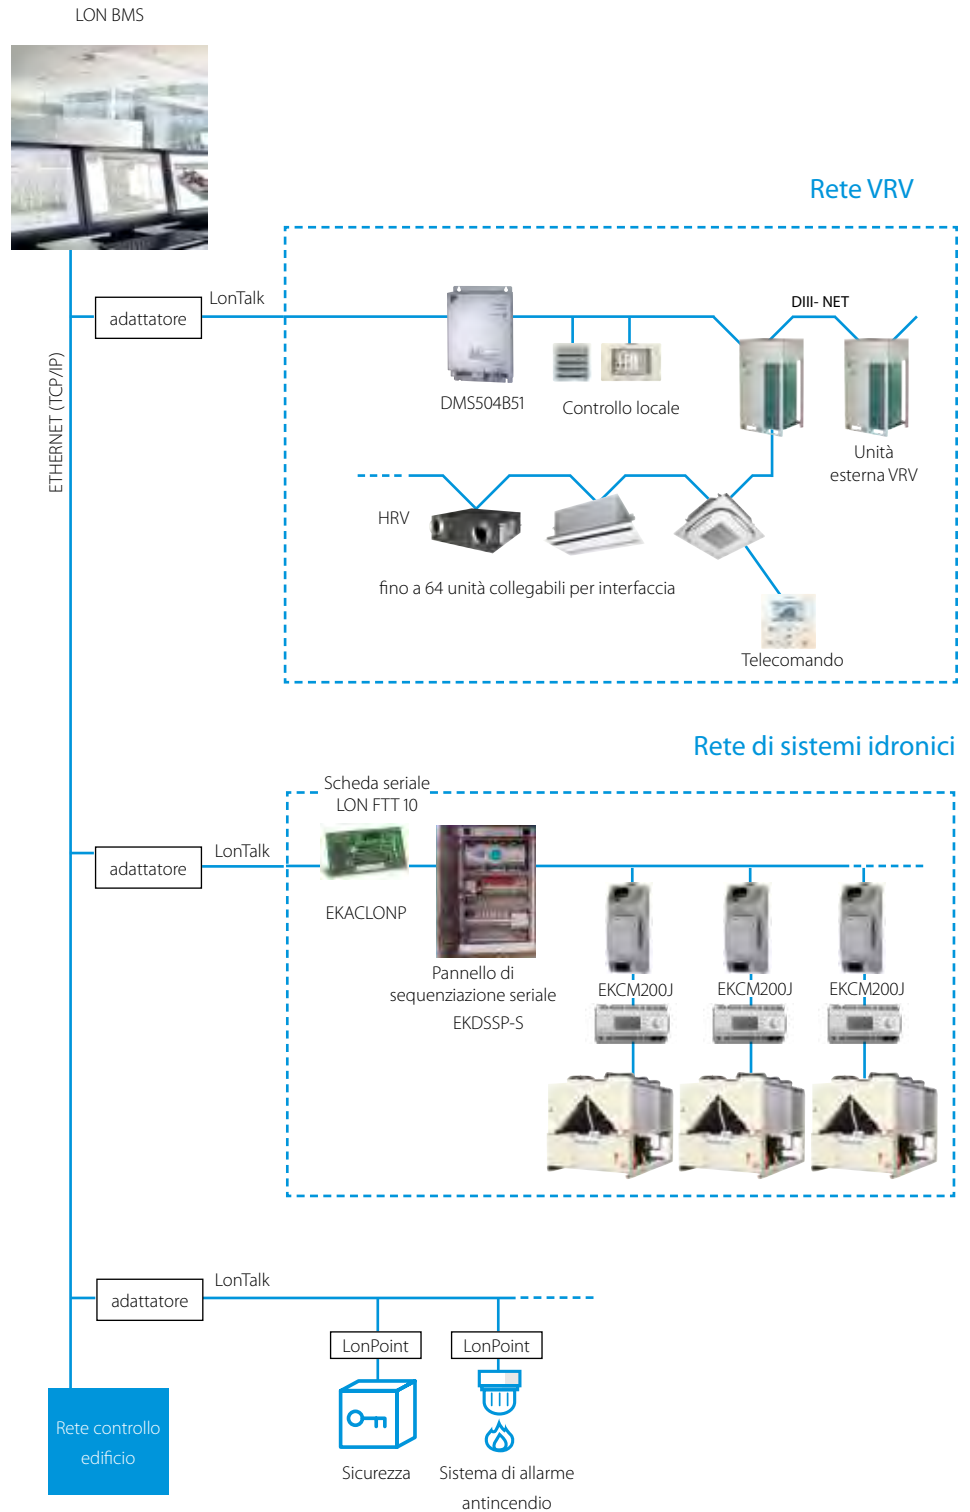 LON BMS
Rete VRV
adattatore
LonTalk
DIII- NET
ETHERNET (TCP/IP)
DMS504B51
Controllo locale
Unità
esterna VRV
HRV
fino a 64 unità collegabili per interfaccia
Telecomando
Rete di sistemi idronici
Scheda seriale
LON FTT 10
adattatore
LonTalk
EKACLONP
Pannello di
sequenziazione seriale
EKDSSP-S
EKCM200J
EKCM200J
EKCM200J
adattatore
LonTalk
LonPoint
LonPoint
Rete controllo
edificio
Sicurezza
Sistema di allarme
antincendio